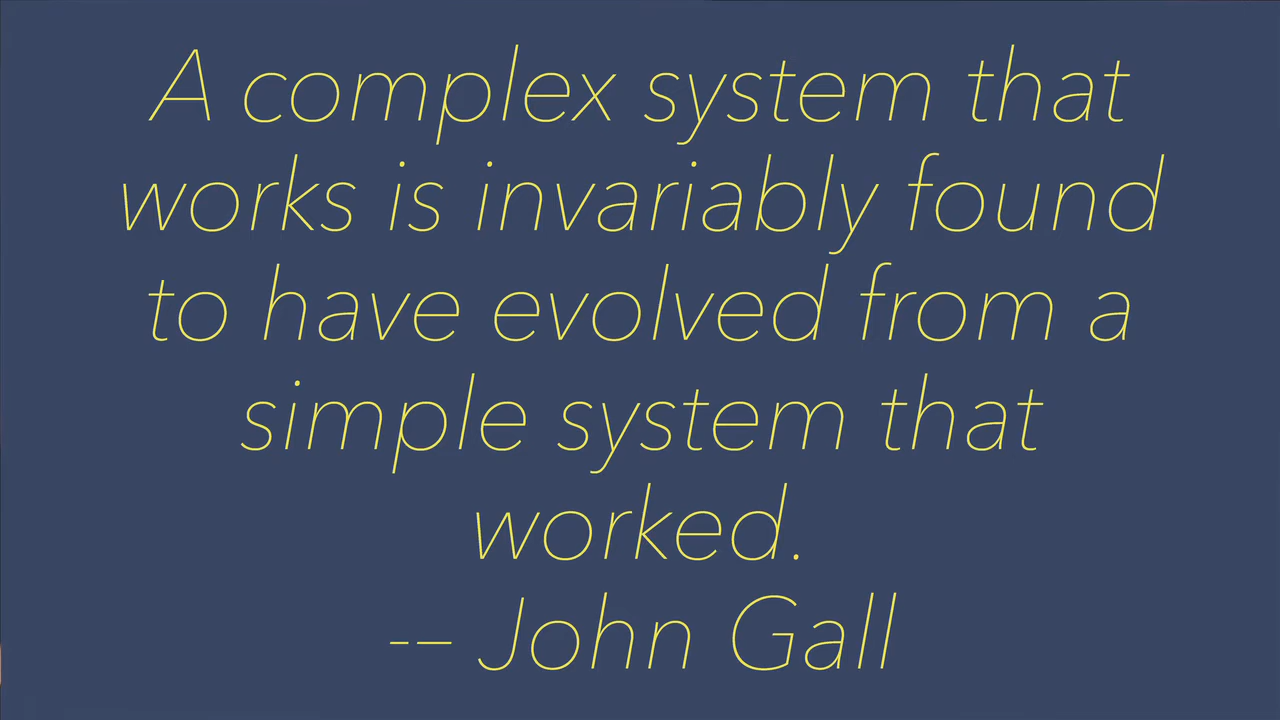 A complex system that
works is invariably found
to have evolved from a
simple system that
worked.
-- John Gall